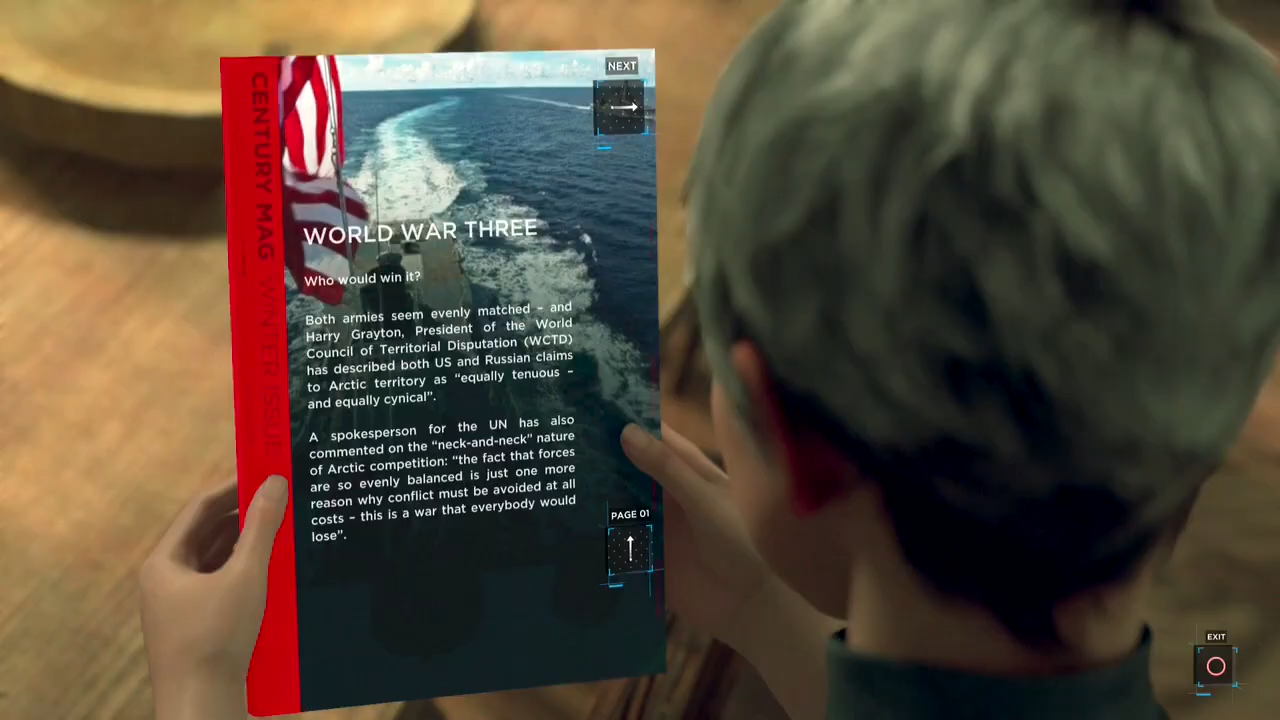 CENTURY MAG WINTER ISSUE
NEXT
WORLD WAR THREE
Who would win it?
Both armies seem evenly matched – and
Harry Grayton, President of the World
Council of Territorial Disputation (WCTD)
has described both US and Russian claims
to Arctic territory as “equally tenuous –
and equally cynical”.
A spokesperson for the UN has also
commented on the “neck-and-neck” nature
of Arctic competition: “the fact that forces
are so evenly balanced is just one more
reason why conflict must be avoided at all
costs – this is a war that everybody would
lose”.
PAGE 01
EXIT